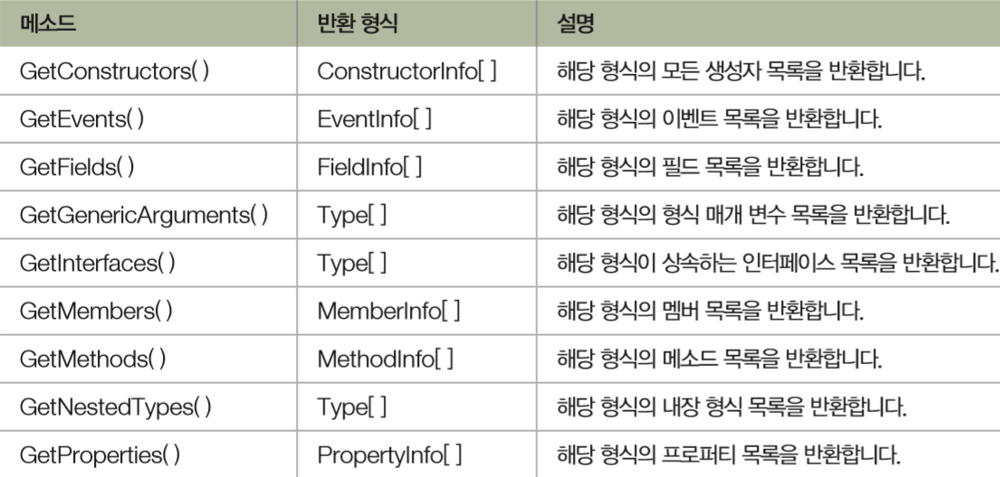 메소드 반환 형식 설명
GetConstructors( ) ConstructorInfo[ ] 해당 형식의 모든 생성자 목록을 반환합니다.
GetEvents( ) EventInfo[ ] 해당 형식의 이벤트 목록을 반환합니다.
GetFields( ) FieldInfo[ ] 해당 형식의 필드 목록을 반환합니다.
GetGenericArguments( ) Type[ ] 해당 형식의 형식 매개 변수 목록을 반환합니다.
GetInterfaces( ) Type[ ] 해당 형식이 상속하는 인터페이스 목록을 반환합니다.
GetMembers( ) MemberInfo[ ] 해당 형식의 멤버 목록을 반환합니다.
GetMethods( ) MethodInfo[ ] 해당 형식의 메소드 목록을 반환합니다.
GetNestedTypes( ) Type[ ] 해당 형식의 내장 형식 목록을 반환합니다.
GetProperties( ) PropertyInfo[ ] 해당 형식의 프로퍼티 목록을 반환합니다.